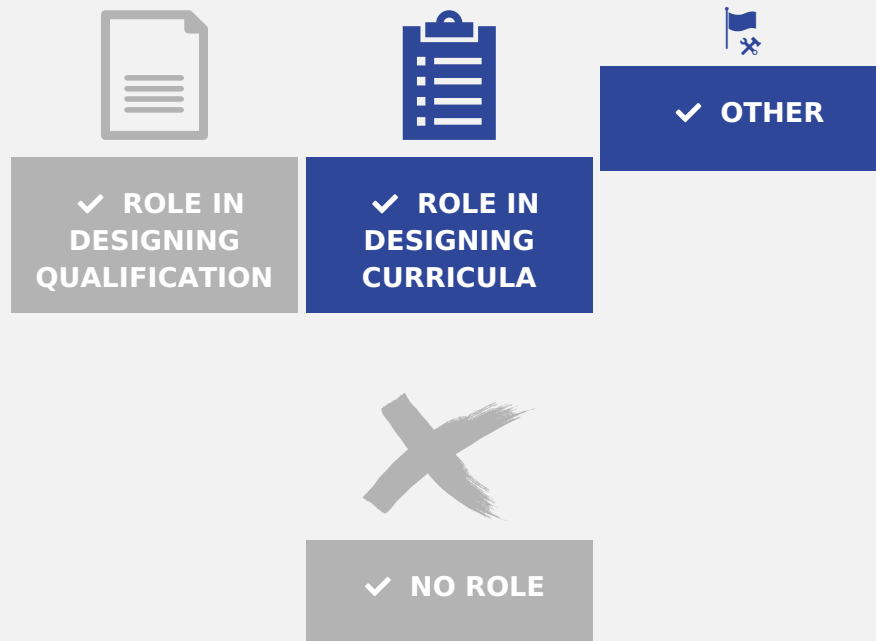 ROLE IN
DESIGNING
QUALIFICATION
ROLE IN
DESIGNING
CURRICULA
OTHER
NO ROLE